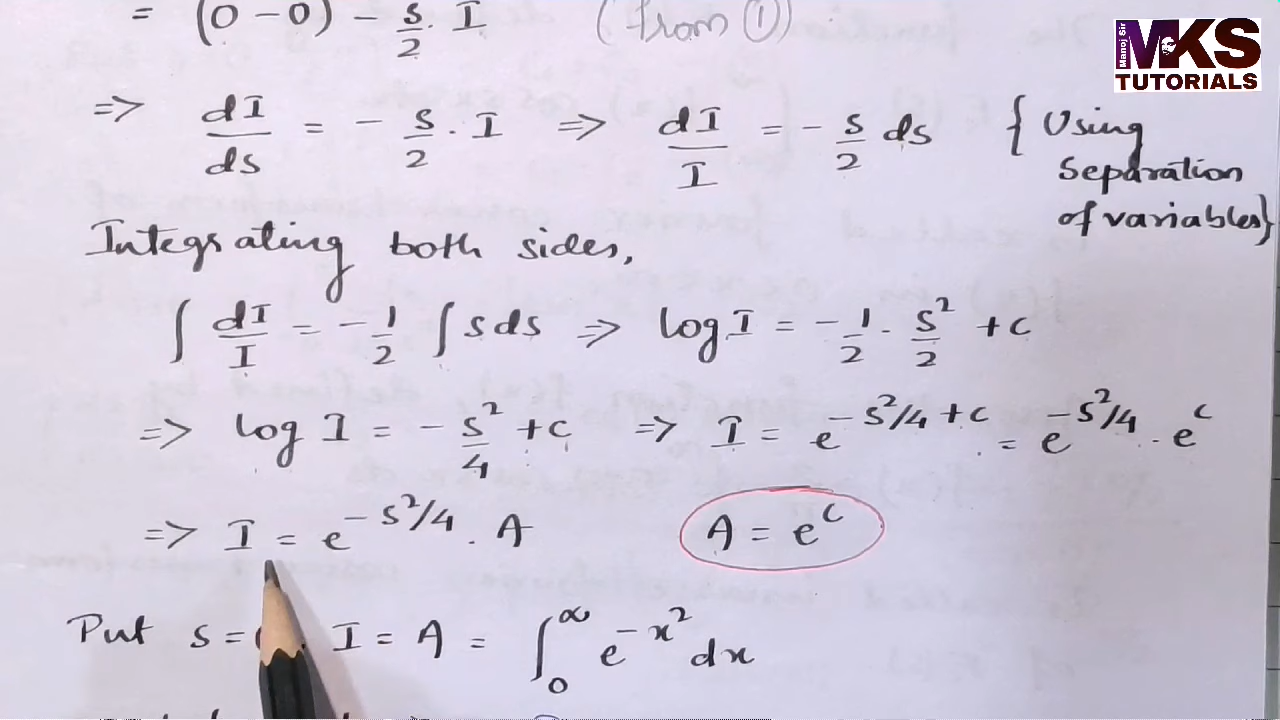 = (0 - 0) - s/2 . I (from ①)
Manoj Sir MKS
TUTORIALS
=> dI/ds = - s/2 . I => dI/I = - s/2 ds { Using
Separation
of variables}
Integrating both sides,
∫ dI/I = - 1/2 ∫ s ds => log I = - 1/2 . s²/2 + c
=> log I = - s²/4 + c => I = e^{-s²/4 + c} = e^{-s²/4} . e^c
=> I = e^{-s²/4} . A A = e^c
Put s = I = A = ∫₀^∞ e^{-x²} dx